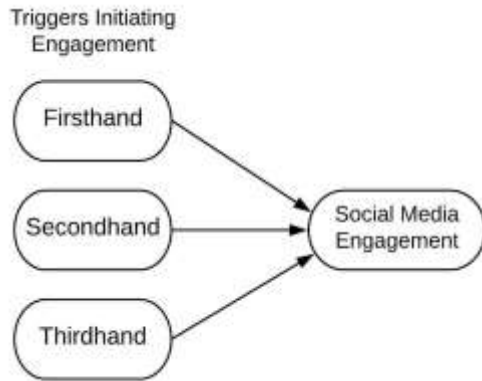 Triggers Initiating
Engagement
Firsthand
Secondhand
Social Media
Engagement
Thirdhand